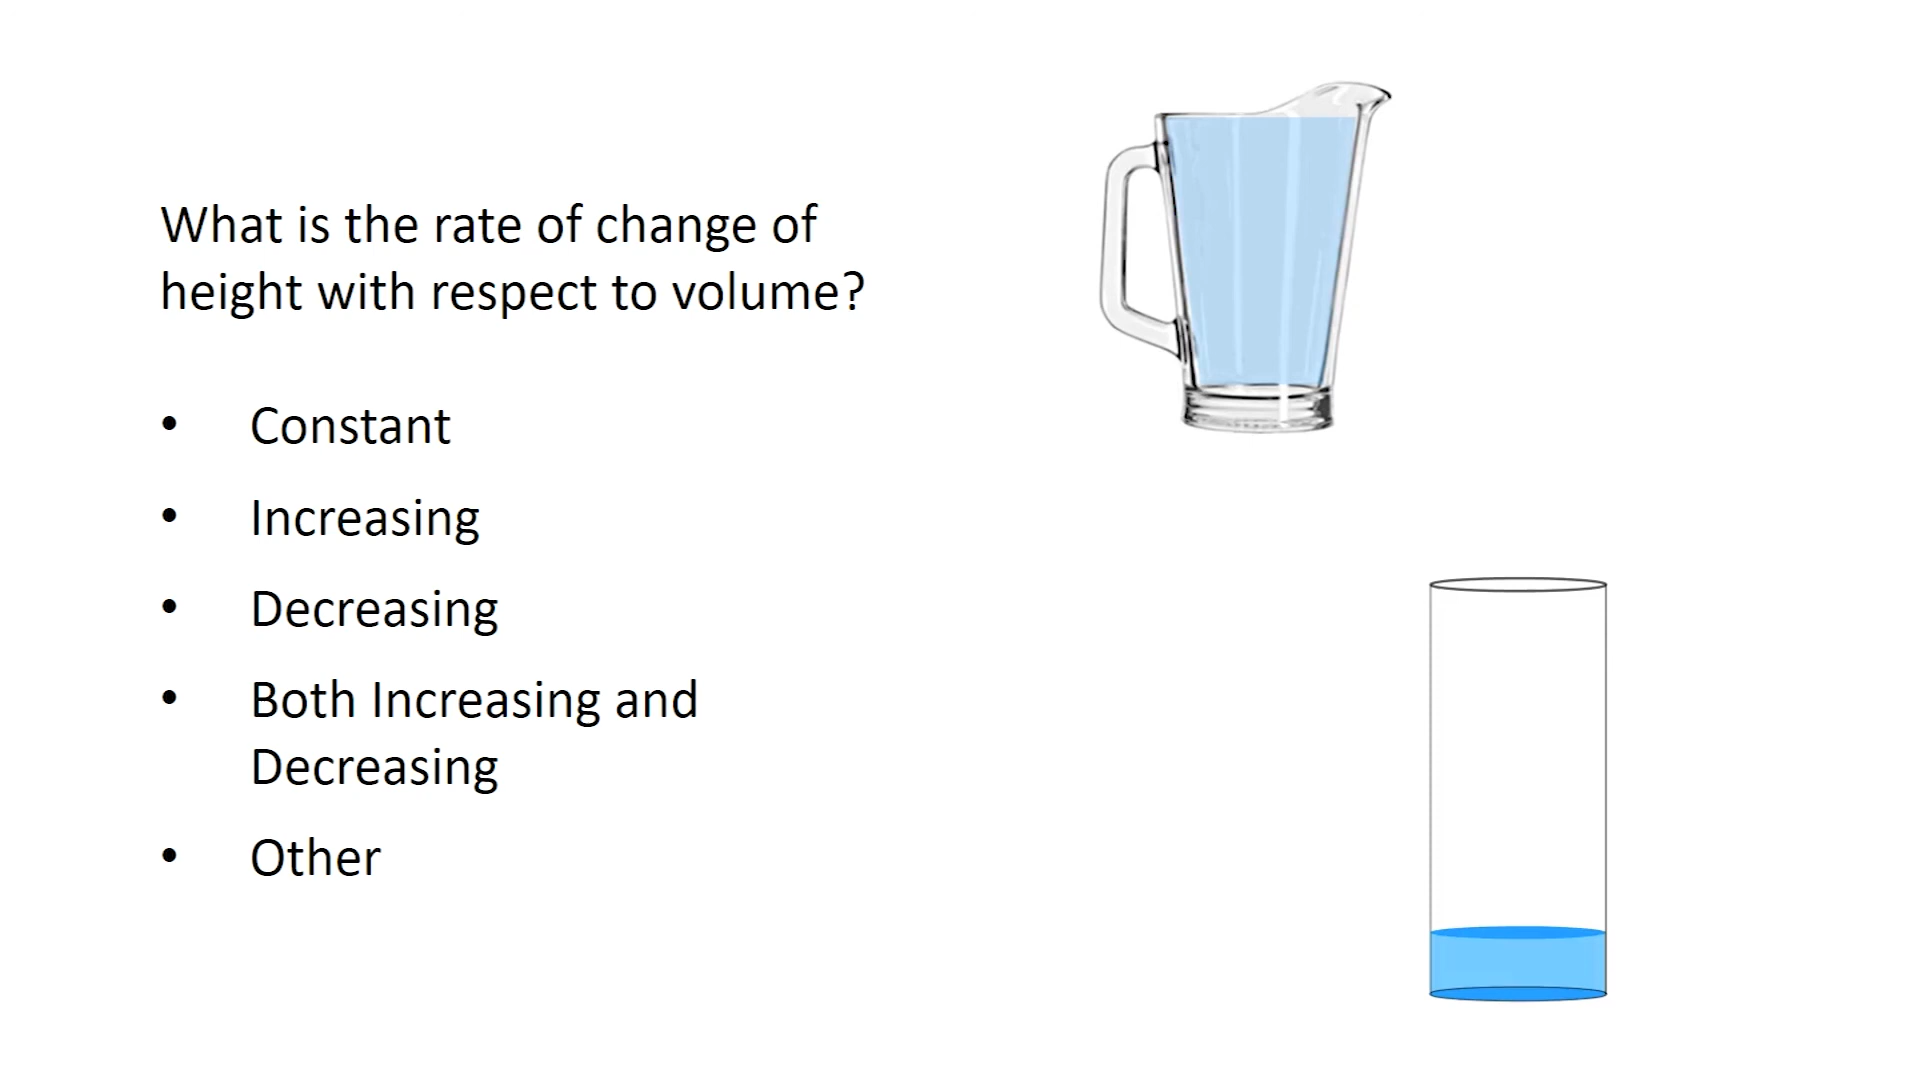 What is the rate of change of
height with respect to volume?
• Constant
• Increasing
• Decreasing
• Both Increasing and
Decreasing
• Other